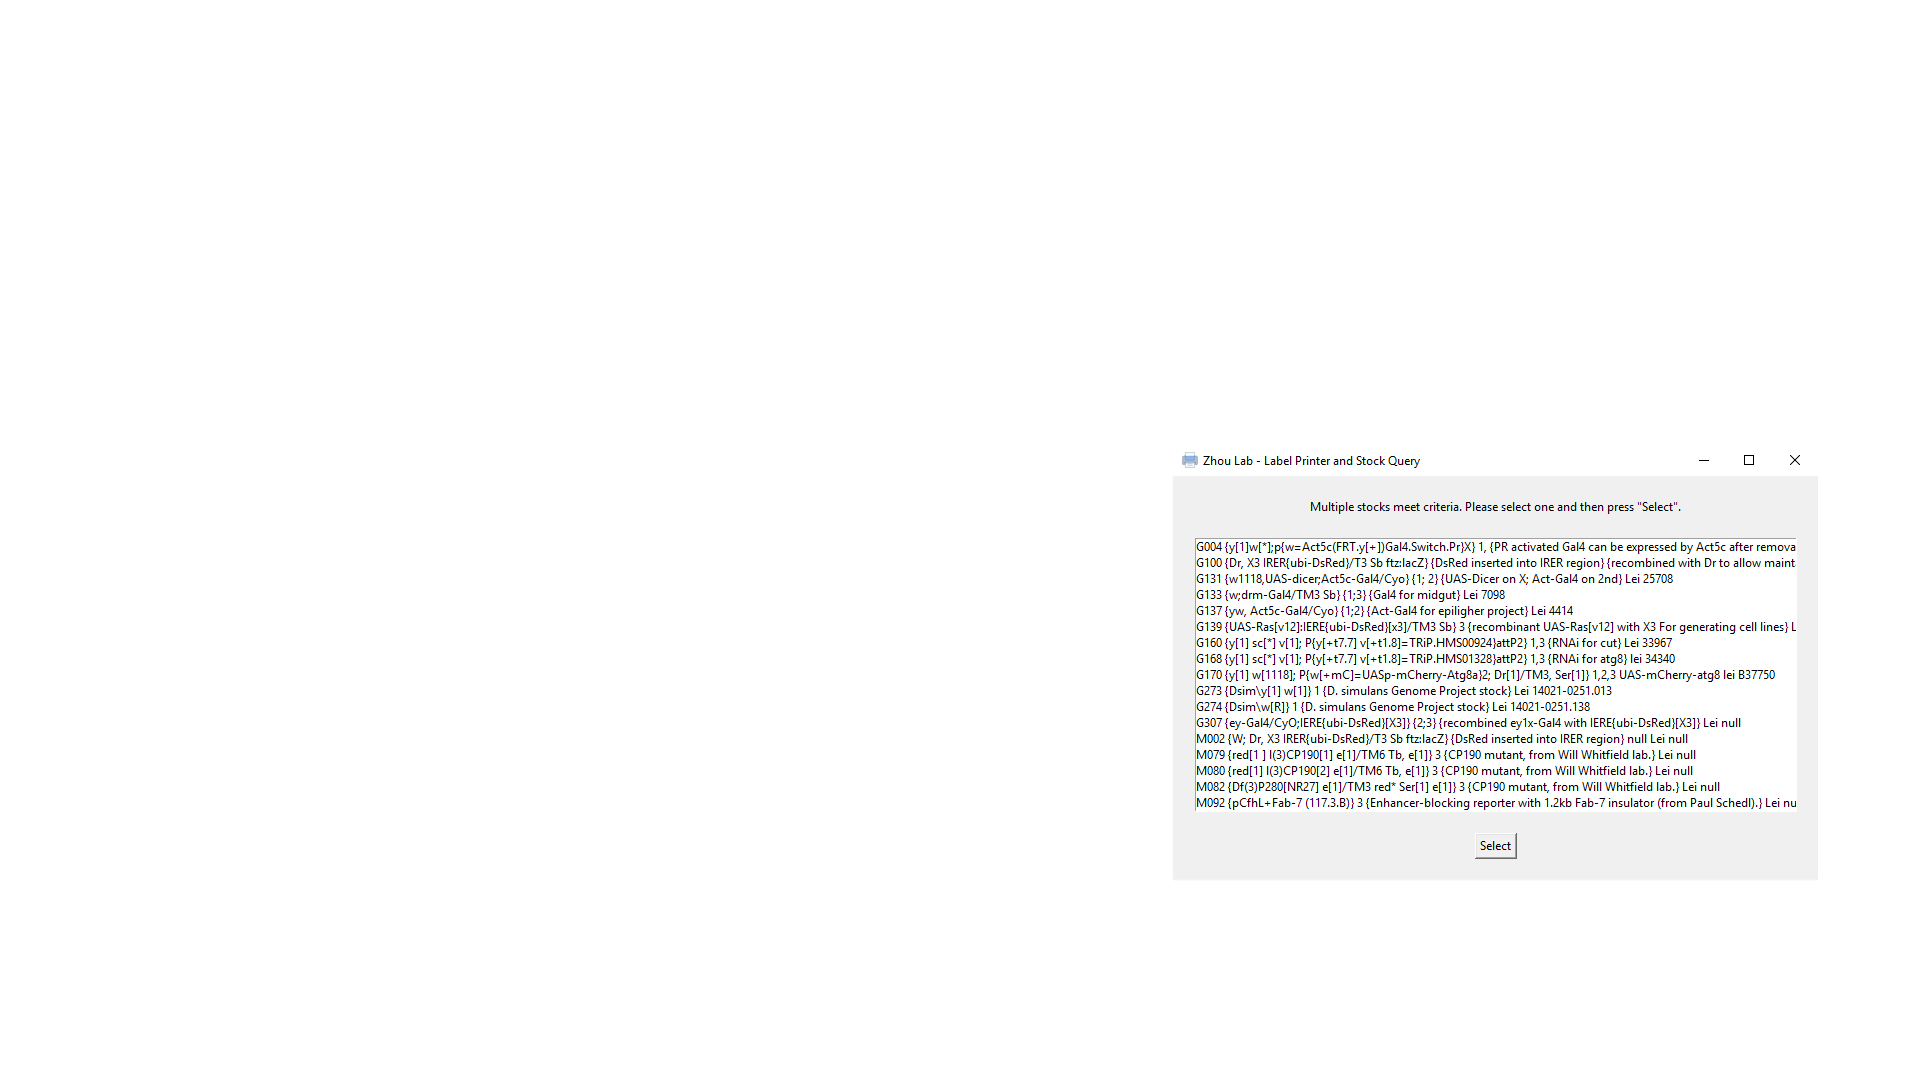 Zhou Lab - Label Printer and Stock Query
Multiple stocks meet criteria. Please select one and then press "Select".
G004 {y[1]w[*];p{w=Act5c(FRT.y[+])Gal4.Switch.Pr}X} 1, {PR activated Gal4 can be expressed by Act5c after remova
G100 {Dr, X3 IRER{ubi-DsRed}/T3 Sb ftz:lacZ} {DsRed inserted into IRER region} {recombined with Dr to allow maint
G131 {w1118,UAS-dicer;Act5c-Gal4/Cyo} {1; 2} {UAS-Dicer on X; Act-Gal4 on 2nd} Lei 25708
G133 {w;drm-Gal4/TM3 Sb} {1;3} {Gal4 for midgut} Lei 7098
G137 {yw, Act5c-Gal4/Cyo} {1;2} {Act-Gal4 for epiligher project} Lei 4414
G139 {UAS-Ras[v12]:IERE{ubi-DsRed}[x3]/TM3 Sb} 3 {recombinant UAS-Ras[v12] with X3 For generating cell lines} L
G160 {y[1] sc[*] v[1]; P{y[+t7.7] v[+t1.8]=TRiP.HMS00924}attP2} 1,3 {RNAi for cut} Lei 33967
G168 {y[1] sc[*] v[1]; P{y[+t7.7] v[+t1.8]=TRiP.HMS01328}attP2} 1,3 {RNAi for atg8} lei 34340
G170 {y[1] w[1118]; P{w[+mC]=UASp-mCherry-Atg8a}2; Dr[1]/TM3, Ser[1]} 1,2,3 UAS-mCherry-atg8 lei B37750
G273 {Dsim\y[1] w[1]} 1 {D. simulans Genome Project stock} Lei 14021-0251.013
G274 {Dsim\w[R]} 1 {D. simulans Genome Project stock} Lei 14021-0251.138
G307 {ey-Gal4/CyO;IERE{ubi-DsRed}[X3]} {2;3} {recombined ey1x-Gal4 with IERE{ubi-DsRed}[X3]} Lei null
M002 {W; Dr, X3 IRER{ubi-DsRed}/T3 Sb ftz:lacZ} {DsRed inserted into IRER region} null Lei null
M079 {red[1 ] l(3)CP190[1] e[1]/TM6 Tb, e[1]} 3 {CP190 mutant, from Will Whitfield lab.} Lei null
M080 {red[1] l(3)CP190[2] e[1]/TM6 Tb, e[1]} 3 {CP190 mutant, from Will Whitfield lab.} Lei null
M082 {Df(3)P280[NR27] e[1]/TM3 red* Ser[1] e[1]} 3 {CP190 mutant, from Will Whitfield lab.} Lei null
M092 {pCfhL+Fab-7 (117.3.B)} 3 {Enhancer-blocking reporter with 1.2kb Fab-7 insulator (from Paul Schedl).} Lei nu
Select